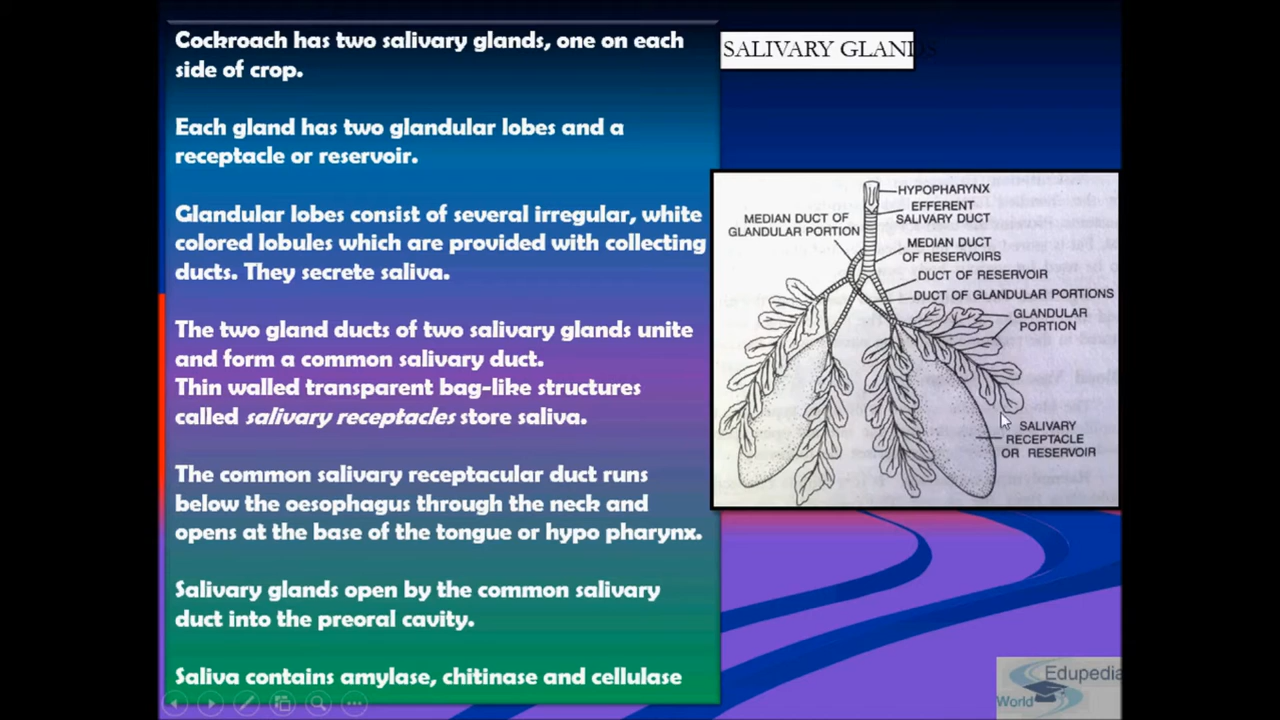 Cockroach has two salivary glands, one on each
side of crop.
Each gland has two glandular lobes and a
receptacle or reservoir.
Glandular lobes consist of several irregular, white
colored lobules which are provided with collecting
ducts. They secrete saliva.
The two gland ducts of two salivary glands unite
and form a common salivary duct.
Thin walled transparent bag-like structures
called salivary receptacles store saliva.
The common salivary receptacular duct runs
below the oesophagus through the neck and
opens at the base of the tongue or hypo pharynx.
Salivary glands open by the common salivary
duct into the preoral cavity.
Saliva contains amylase, chitinase and cellulase
SALIVARY GLANDS
HYPOPHARYNX
EFFERENT
SALIVARY DUCT
MEDIAN DUCT OF
GLANDULAR PORTION
MEDIAN DUCT
OF RESERVOIRS
DUCT OF RESERVOIR
DUCT OF GLANDULAR PORTIONS
GLANDULAR
PORTION
SALIVARY
RECEPTACLE
OR RESERVOIR
Edupedia
World